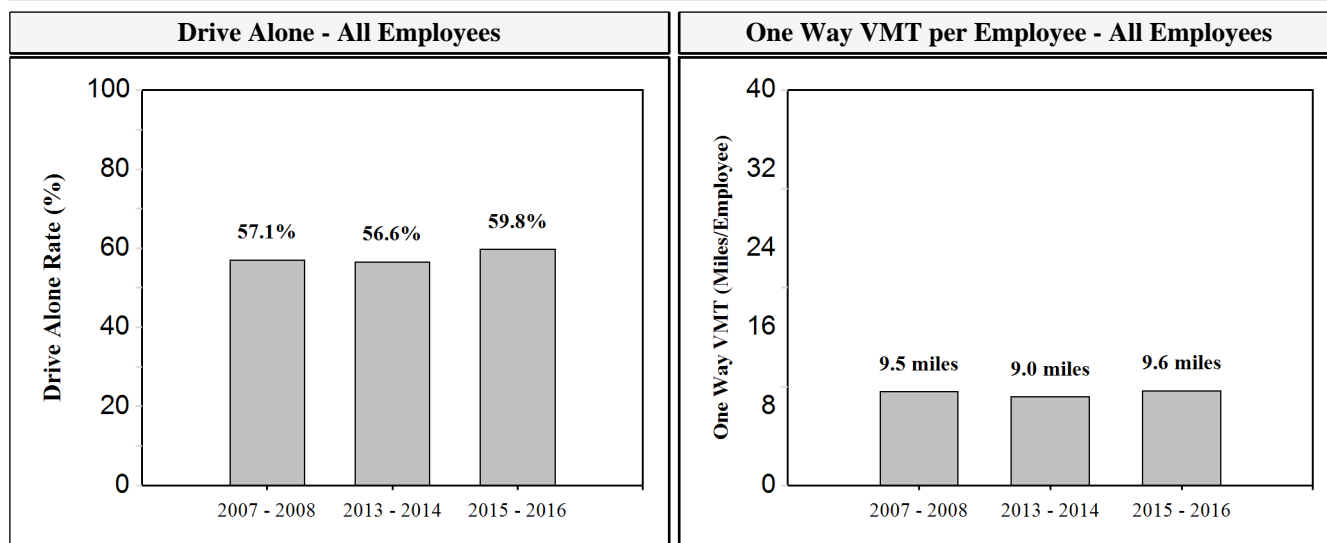 Drive Alone - All Employees
Drive Alone Rate (%)
100
80
60
40
20
0
57.1%
56.6%
59.8%
2007 - 2008
2013 - 2014
2015 - 2016
One Way VMT per Employee - All Employees
One Way VMT (Miles/Employee)
40
32
24
16
8
0
9.5 miles
9.0 miles
9.6 miles
2007 - 2008
2013 - 2014
2015 - 2016